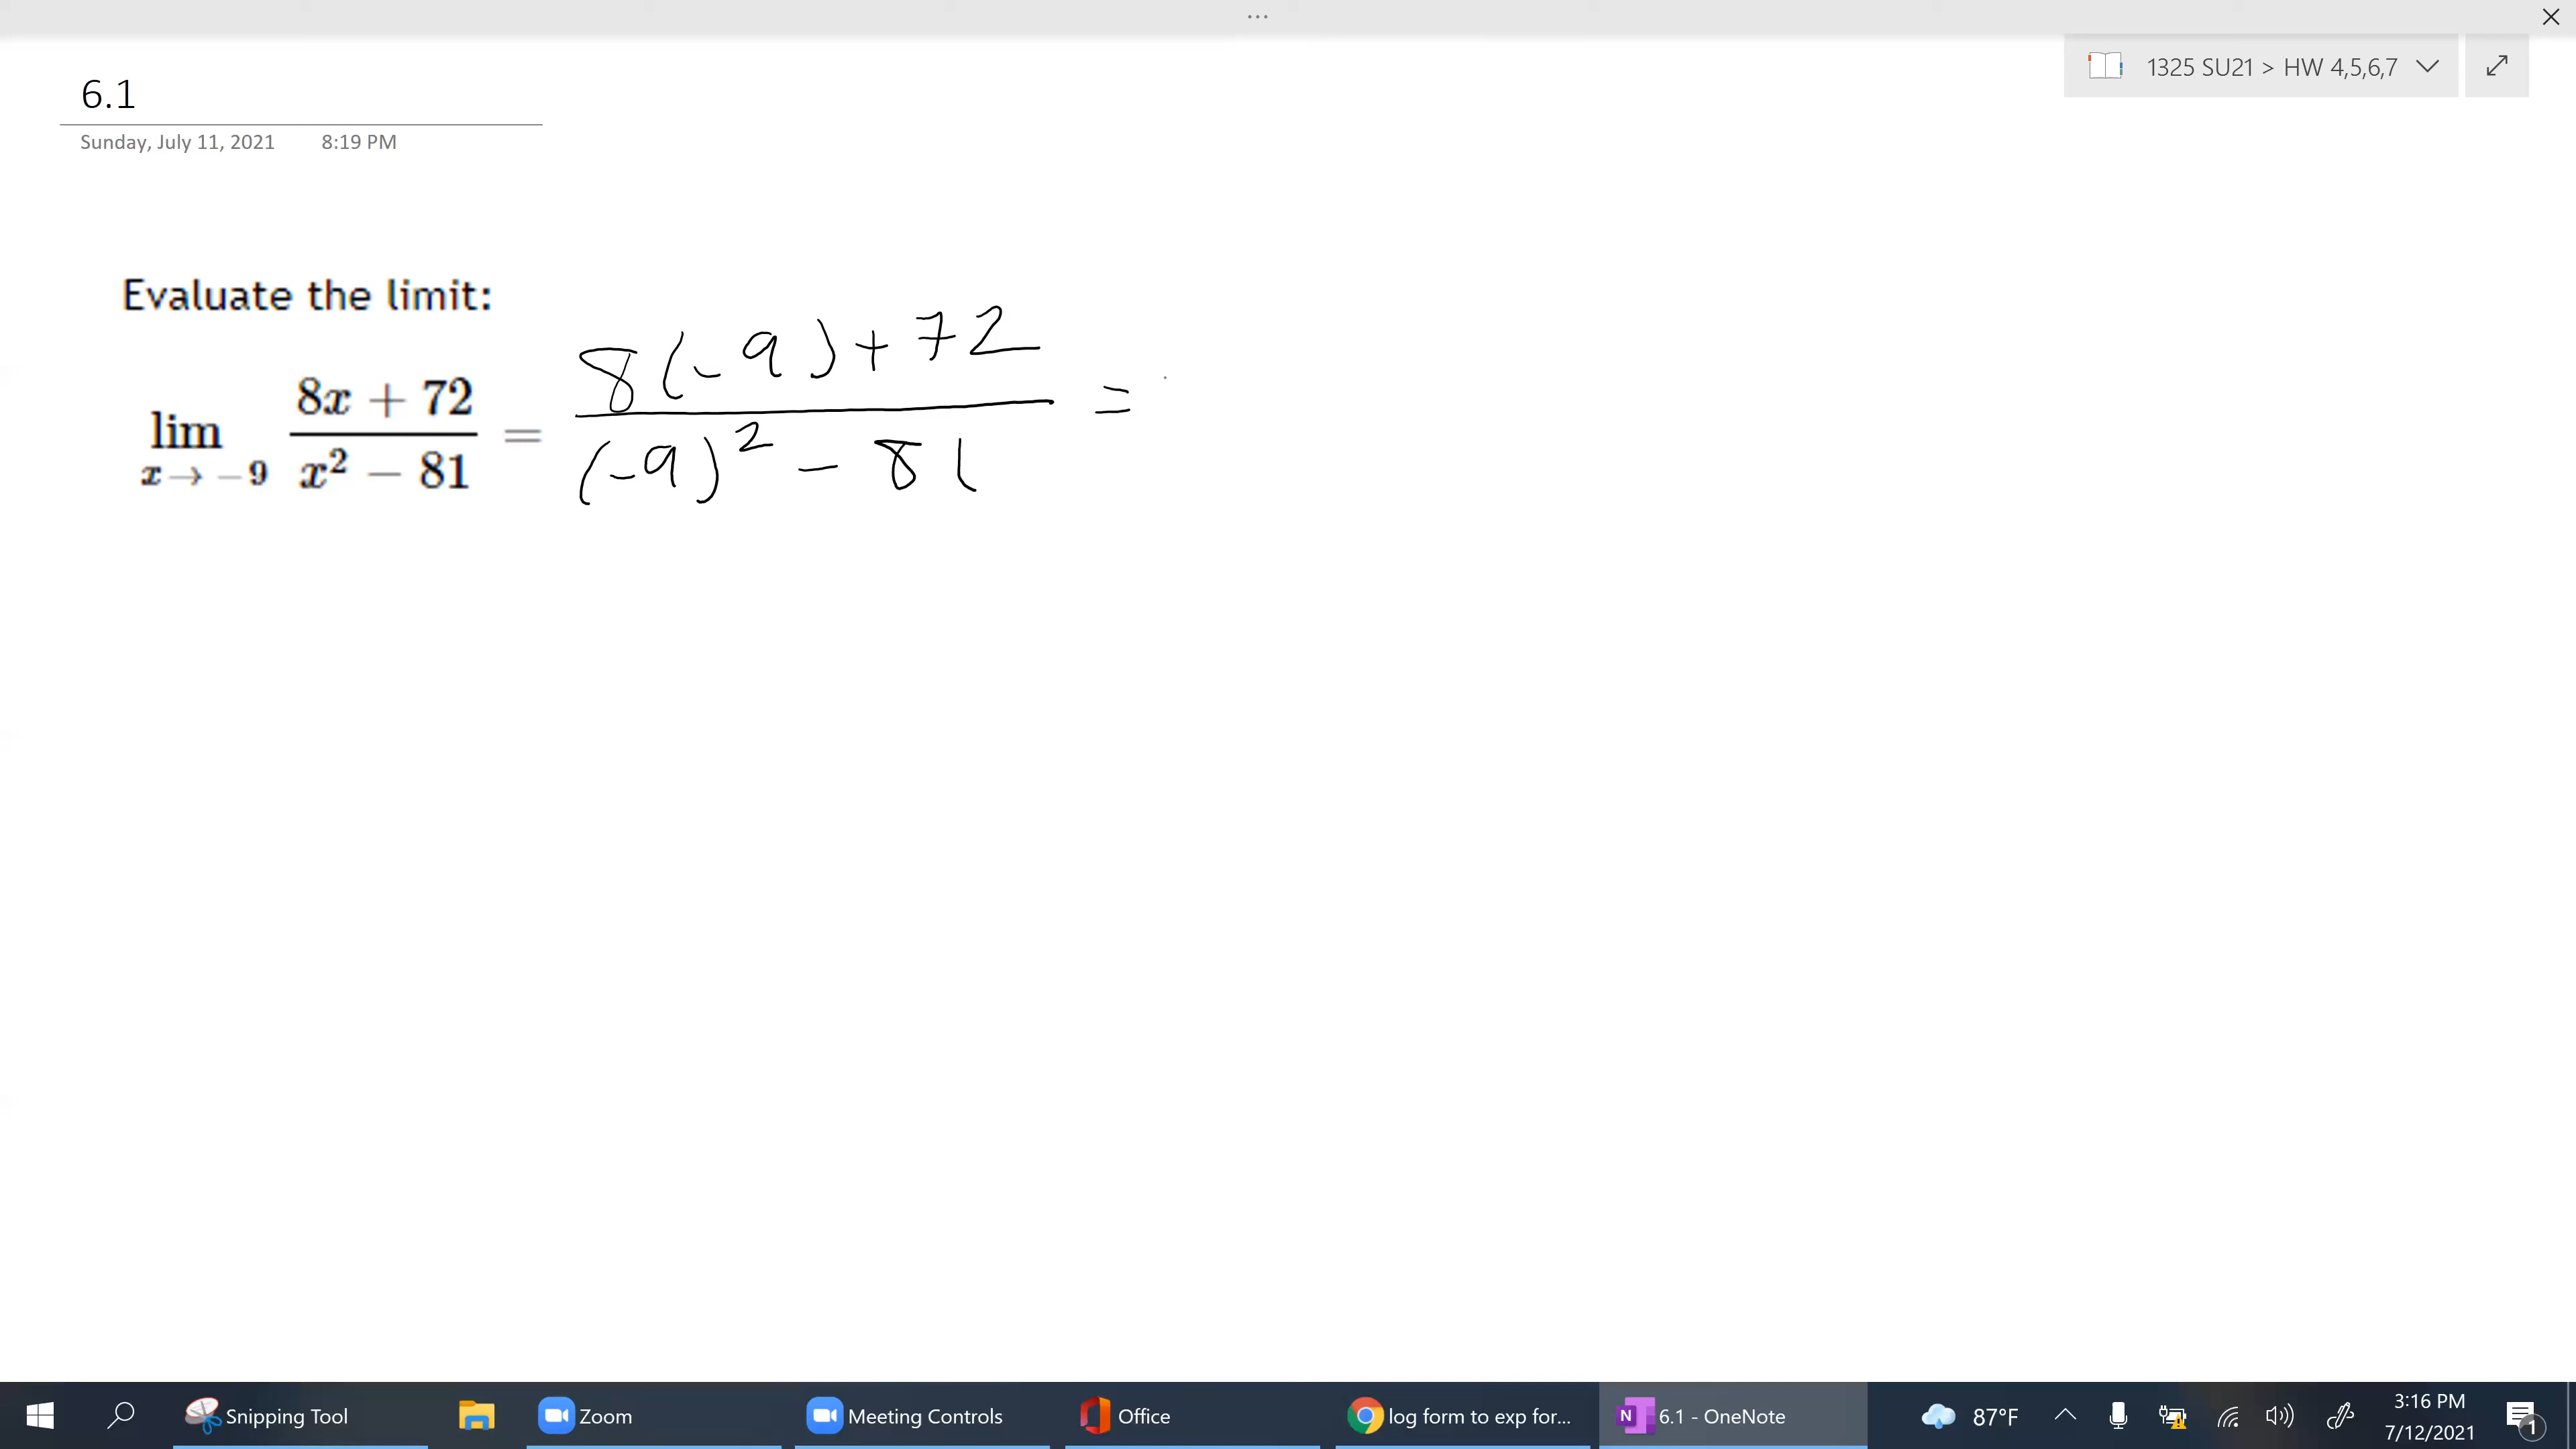 ...
1325 SU21 > HW 4,5,6,7
6.1
Sunday, July 11, 2021 8:19 PM
Evaluate the limit:
lim x→−9 (8x + 72)/(x² − 81) = (8(-9)+72)/((-9)² - 81) =
Snipping Tool
Zoom
Meeting Controls
Office
log form to exp for...
6.1 - OneNote
87°F
3:16 PM
7/12/2021
1